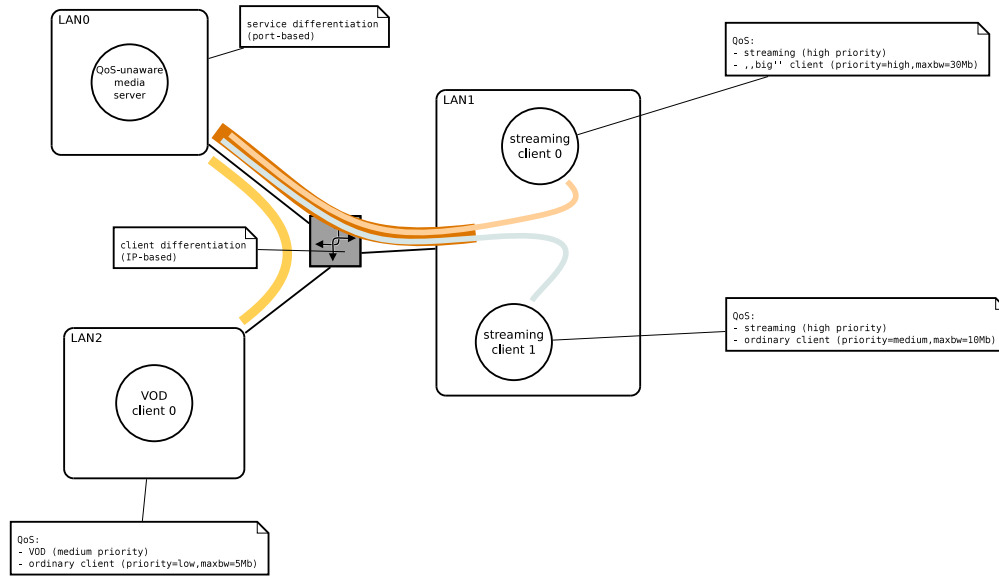 LAN0
QoS-unaware
media
server
service differentiation
(port-based)
QoS:
- streaming (high priority)
- ,,big'' client (priority=high,maxbw=30Mb)
LAN1
streaming
client 0
client differentiation
(IP-based)
streaming
client 1
QoS:
- streaming (high priority)
- ordinary client (priority=medium,maxbw=10Mb)
LAN2
VOD
client 0
QoS:
- VOD (medium priority)
- ordinary client (priority=low,maxbw=5Mb)